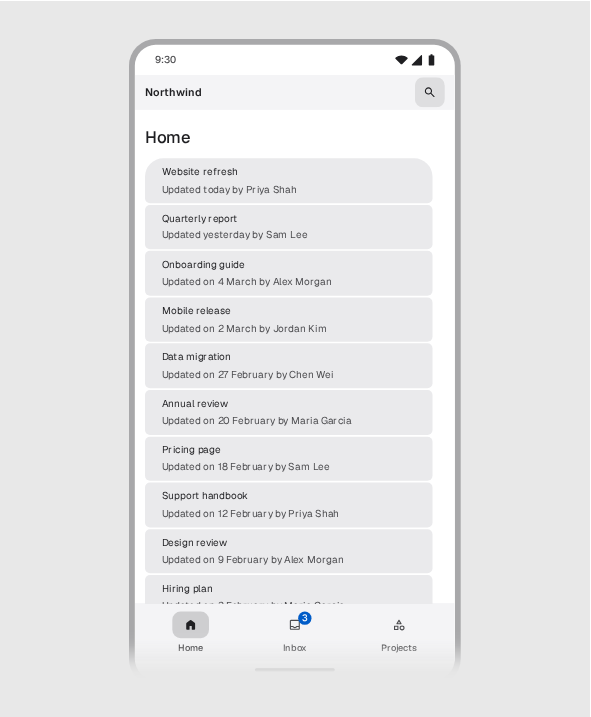 9:30
Northwind
Home
Website refresh
Updated today by Priya Shah
Quarterly report
Updated yesterday by Sam Lee
Onboarding guide
Updated on 4 March by Alex Morgan
Mobile release
Updated on 2 March by Jordan Kim
Data migration
Updated on 27 February by Chen Wei
Annual review
Updated on 20 February by Maria Garcia
Pricing page
Updated on 18 February by Sam Lee
Support handbook
Updated on 12 February by Priya Shah
Design review
Updated on 9 February by Alex Morgan
Hiring plan
3
Home
Inbox
Projects